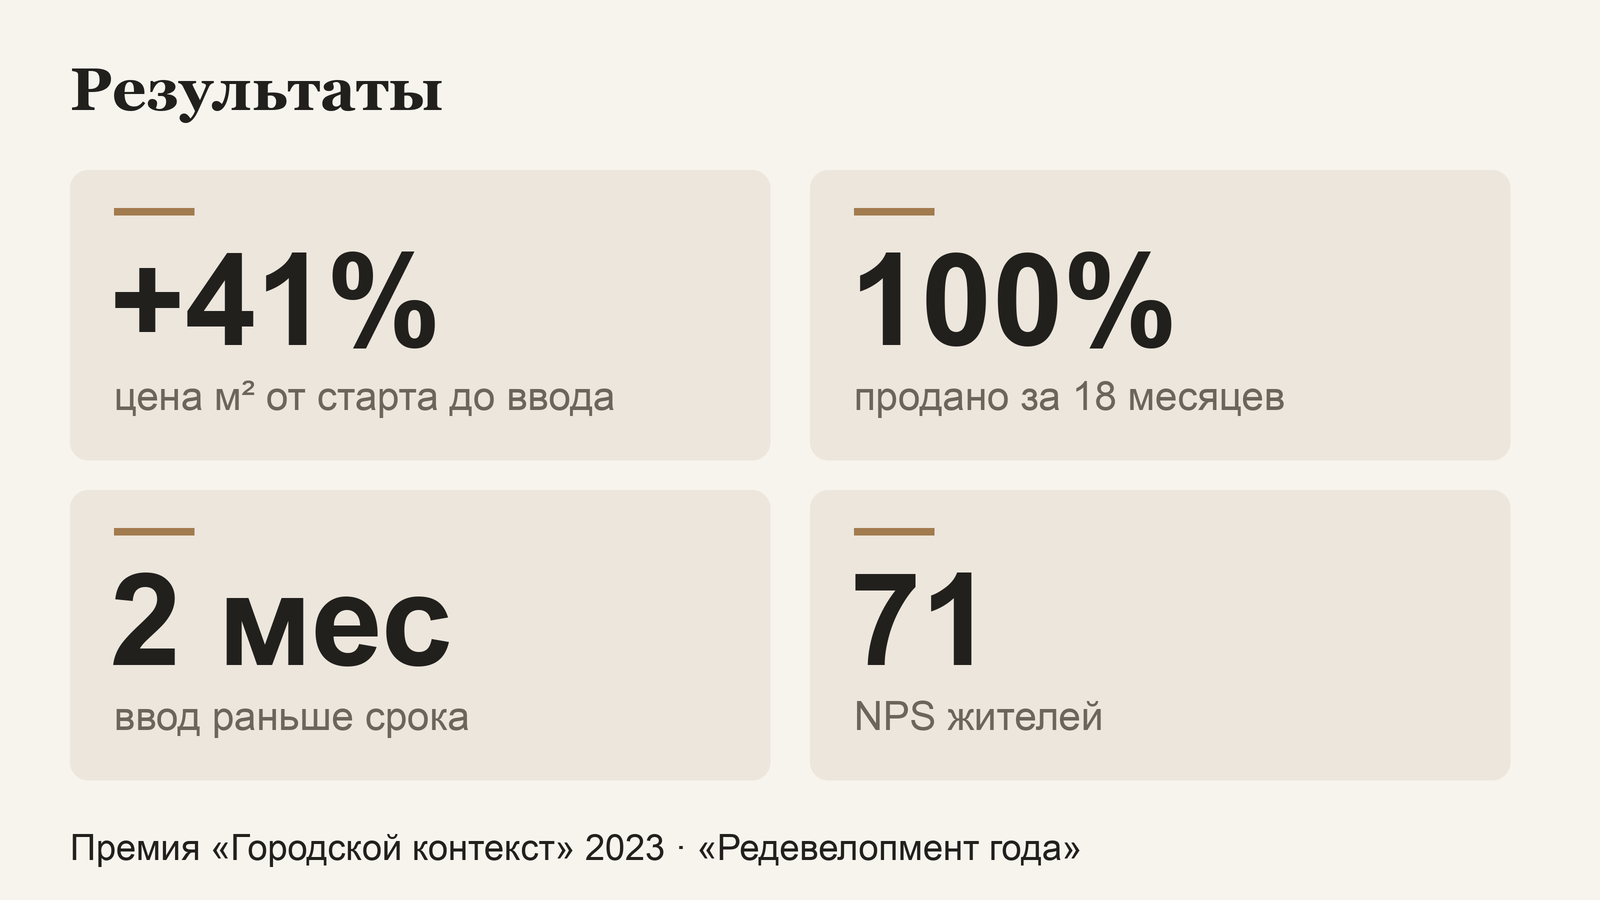 Результаты
+41%
цена м² от старта до ввода
100%
продано за 18 месяцев
2 мес
ввод раньше срока
71
NPS жителей
Премия «Городской контекст» 2023 · «Редевелопмент года»